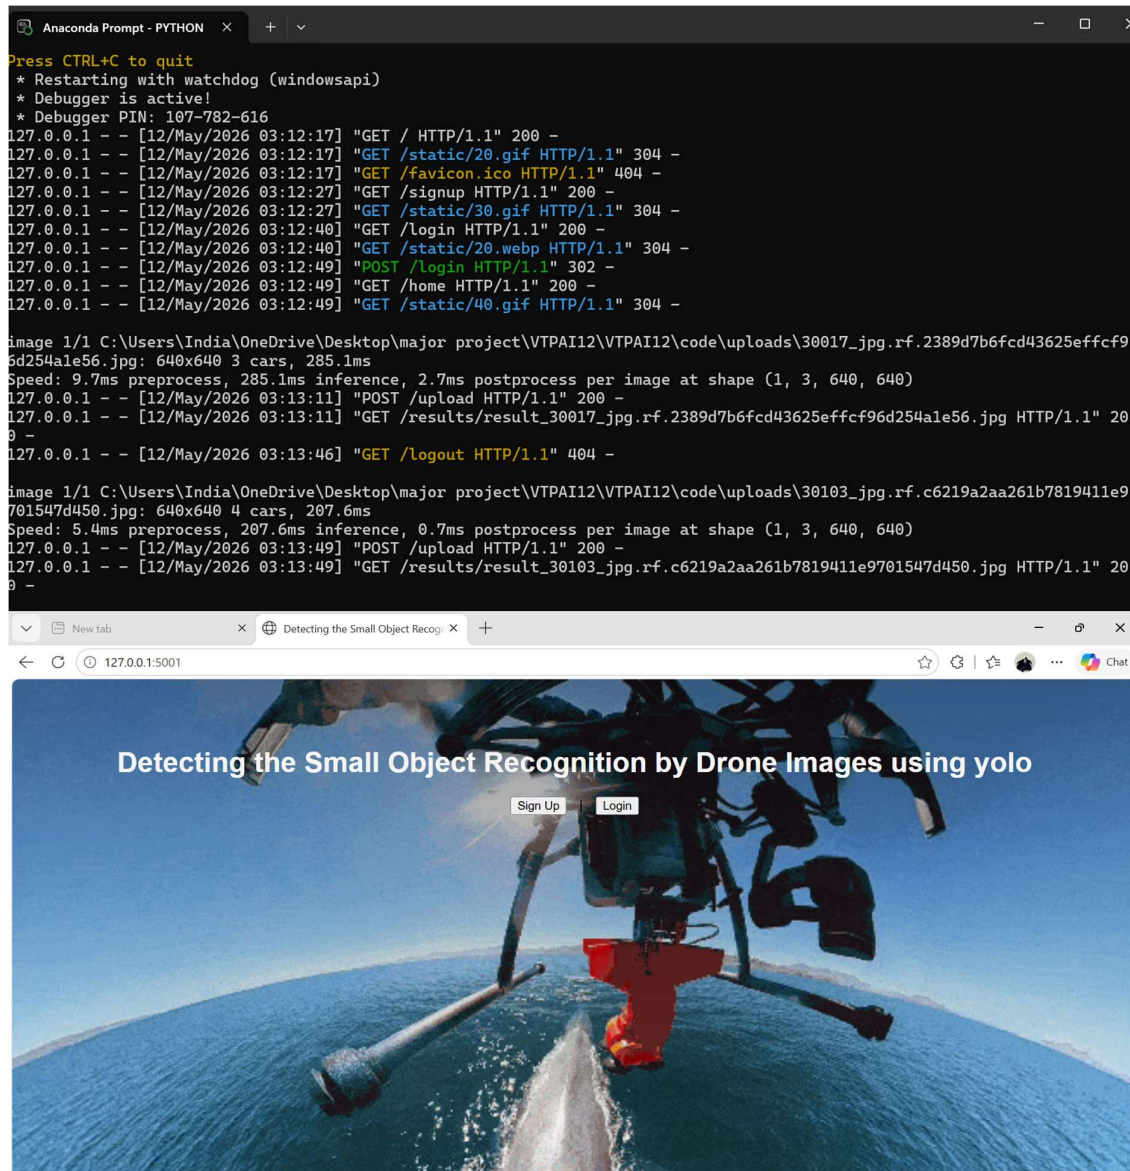 Anaconda Prompt - PYTHON
Press CTRL+C to quit
* Restarting with watchdog (windowsapi)
* Debugger is active!
* Debugger PIN: 107-782-616
127.0.0.1 - - [12/May/2026 03:12:17] "GET / HTTP/1.1" 200 -
127.0.0.1 - - [12/May/2026 03:12:17] "GET /static/20.gif HTTP/1.1" 304 -
127.0.0.1 - - [12/May/2026 03:12:17] "GET /favicon.ico HTTP/1.1" 404 -
127.0.0.1 - - [12/May/2026 03:12:27] "GET /signup HTTP/1.1" 200 -
127.0.0.1 - - [12/May/2026 03:12:27] "GET /static/30.gif HTTP/1.1" 304 -
127.0.0.1 - - [12/May/2026 03:12:40] "GET /login HTTP/1.1" 200 -
127.0.0.1 - - [12/May/2026 03:12:40] "GET /static/20.webp HTTP/1.1" 304 -
127.0.0.1 - - [12/May/2026 03:12:49] "POST /login HTTP/1.1" 302 -
127.0.0.1 - - [12/May/2026 03:12:49] "GET /home HTTP/1.1" 200 -
127.0.0.1 - - [12/May/2026 03:12:49] "GET /static/40.gif HTTP/1.1" 304 -
image 1/1 C:\Users\India\OneDrive\Desktop\major project\VTPAI12\VTPAI12\code\uploads\30017_jpg.rf.2389d7b6fcd43625effcf9
6d254a1e56.jpg: 640x640 3 cars, 285.1ms
Speed: 9.7ms preprocess, 285.1ms inference, 2.7ms postprocess per image at shape (1, 3, 640, 640)
127.0.0.1 - - [12/May/2026 03:13:11] "POST /upload HTTP/1.1" 200 -
127.0.0.1 - - [12/May/2026 03:13:11] "GET /results/result_30017_jpg.rf.2389d7b6fcd43625effcf96d254a1e56.jpg HTTP/1.1" 20
0 -
127.0.0.1 - - [12/May/2026 03:13:46] "GET /logout HTTP/1.1" 404 -
image 1/1 C:\Users\India\OneDrive\Desktop\major project\VTPAI12\VTPAI12\code\uploads\30103_jpg.rf.c6219a2aa261b7819411e9
701547d450.jpg: 640x640 4 cars, 207.6ms
Speed: 5.4ms preprocess, 207.6ms inference, 0.7ms postprocess per image at shape (1, 3, 640, 640)
127.0.0.1 - - [12/May/2026 03:13:49] "POST /upload HTTP/1.1" 200 -
127.0.0.1 - - [12/May/2026 03:13:49] "GET /results/result_30103_jpg.rf.c6219a2aa261b7819411e9701547d450.jpg HTTP/1.1" 20
0 -
New tab
Detecting the Small Object Recogn
127.0.0.1:5001
Chat
Detecting the Small Object Recognition by Drone Images using yolo
Sign Up | Login